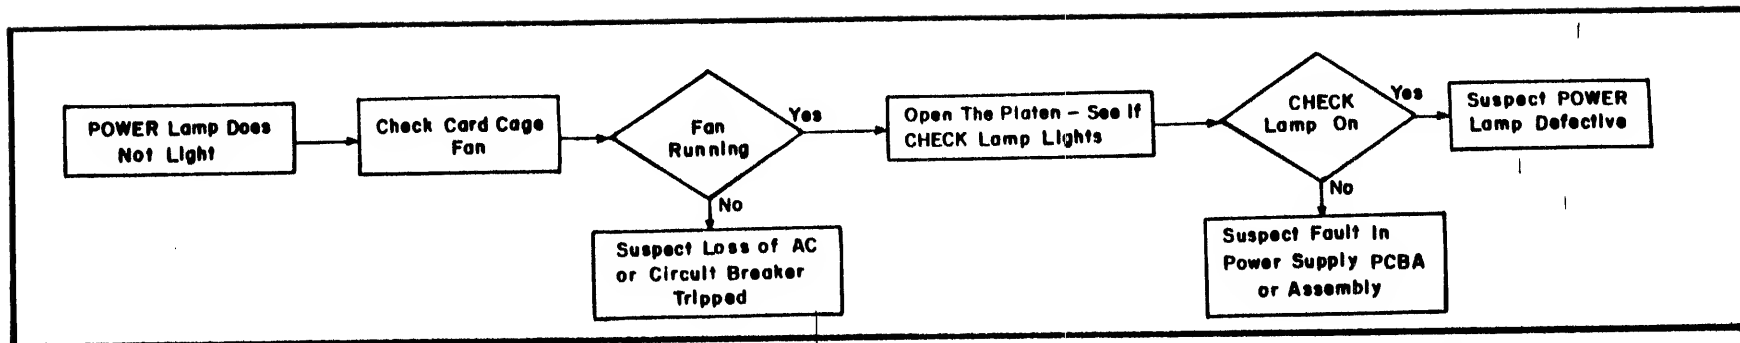 POWER Lamp Does
Not Light
Check Card Cage
Fan
Fan
Running
Yes
No
Suspect Loss of AC
or Circuit Breaker
Tripped
Open The Platen - See If
CHECK Lamp Lights
CHECK
Lamp On
Yes
No
Suspect POWER
Lamp Defective
Suspect Fault In
Power Supply PCBA
or Assembly